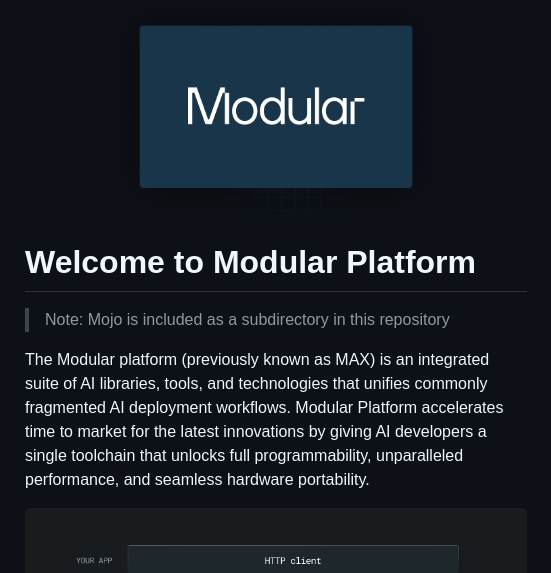 Modular
Welcome to Modular Platform
Note: Mojo is included as a subdirectory in this repository
The Modular platform (previously known as MAX) is an integrated
suite of AI libraries, tools, and technologies that unifies commonly
fragmented AI deployment workflows. Modular Platform accelerates
time to market for the latest innovations by giving AI developers a
single toolchain that unlocks full programmability, unparalleled
performance, and seamless hardware portability.
YOUR APP HTTP client